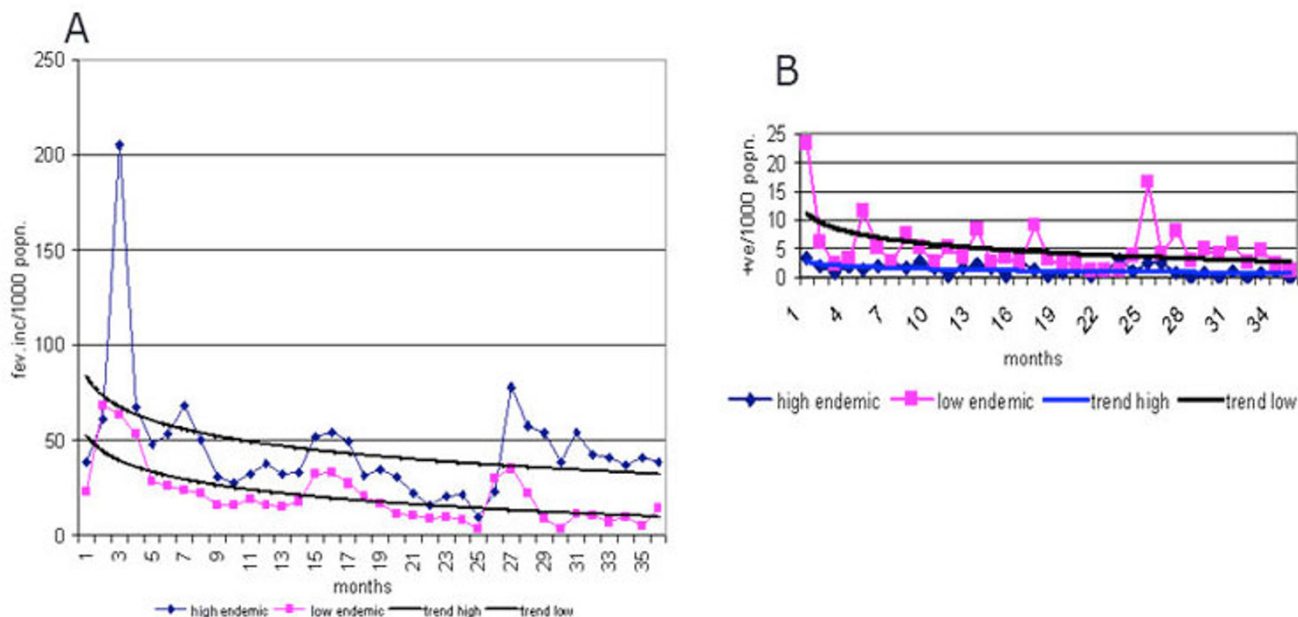 A
250
200
150
100
50
0
fev.inc/1000 popn.
1 3 5 7 9 11 13 15 17 19 21 23 25 27 29 31 33 35
months
high endemic low endemic trend high trend low
B
25
20
15
10
5
0
+ve/1000 popn.
1 4 7 10 13 16 19 22 25 28 31 34
months
high endemic low endemic trend high trend low